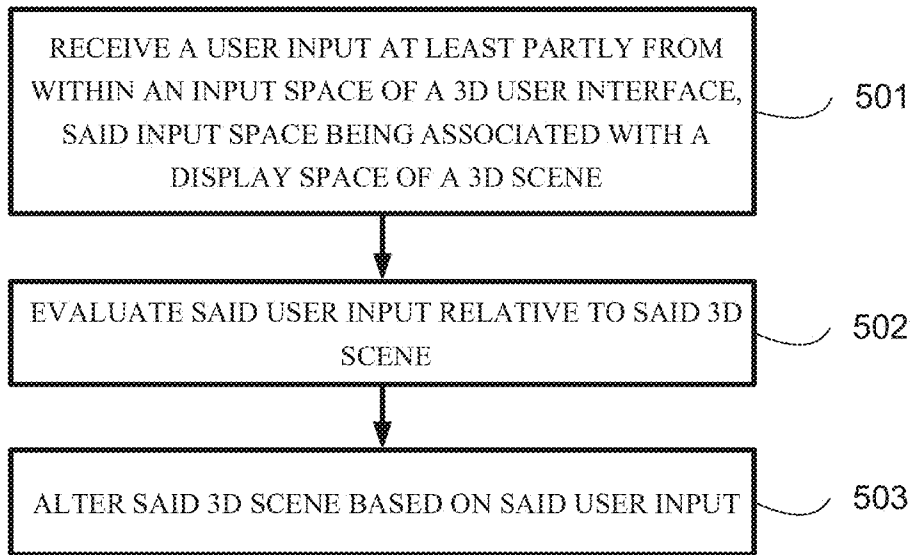 RECEIVE A USER INPUT AT LEAST PARTLY FROM
WITHIN AN INPUT SPACE OF A 3D USER INTERFACE,
SAID INPUT SPACE BEING ASSOCIATED WITH A
DISPLAY SPACE OF A 3D SCENE
501
EVALUATE SAID USER INPUT RELATIVE TO SAID 3D
SCENE
502
ALTER SAID 3D SCENE BASED ON SAID USER INPUT
503